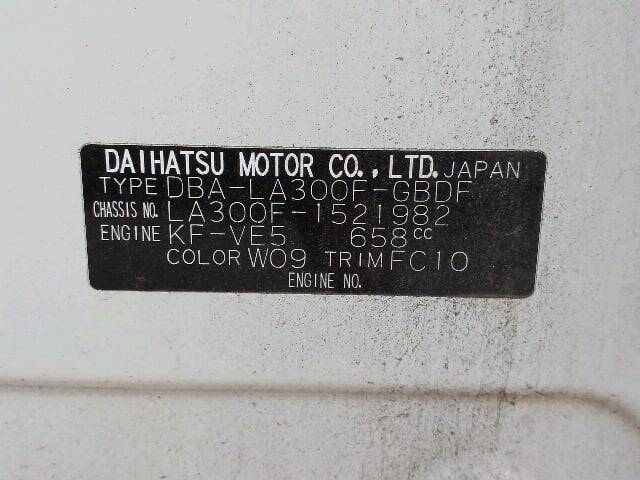 DAIHATSU MOTOR CO., LTD. JAPAN
TYPE DBA-LA300F-GBDF
CHASSIS NO. LA300F-1521982
ENGINE KF-VE5 658cc
COLOR W09 TRIM FC10
ENGINE NO.